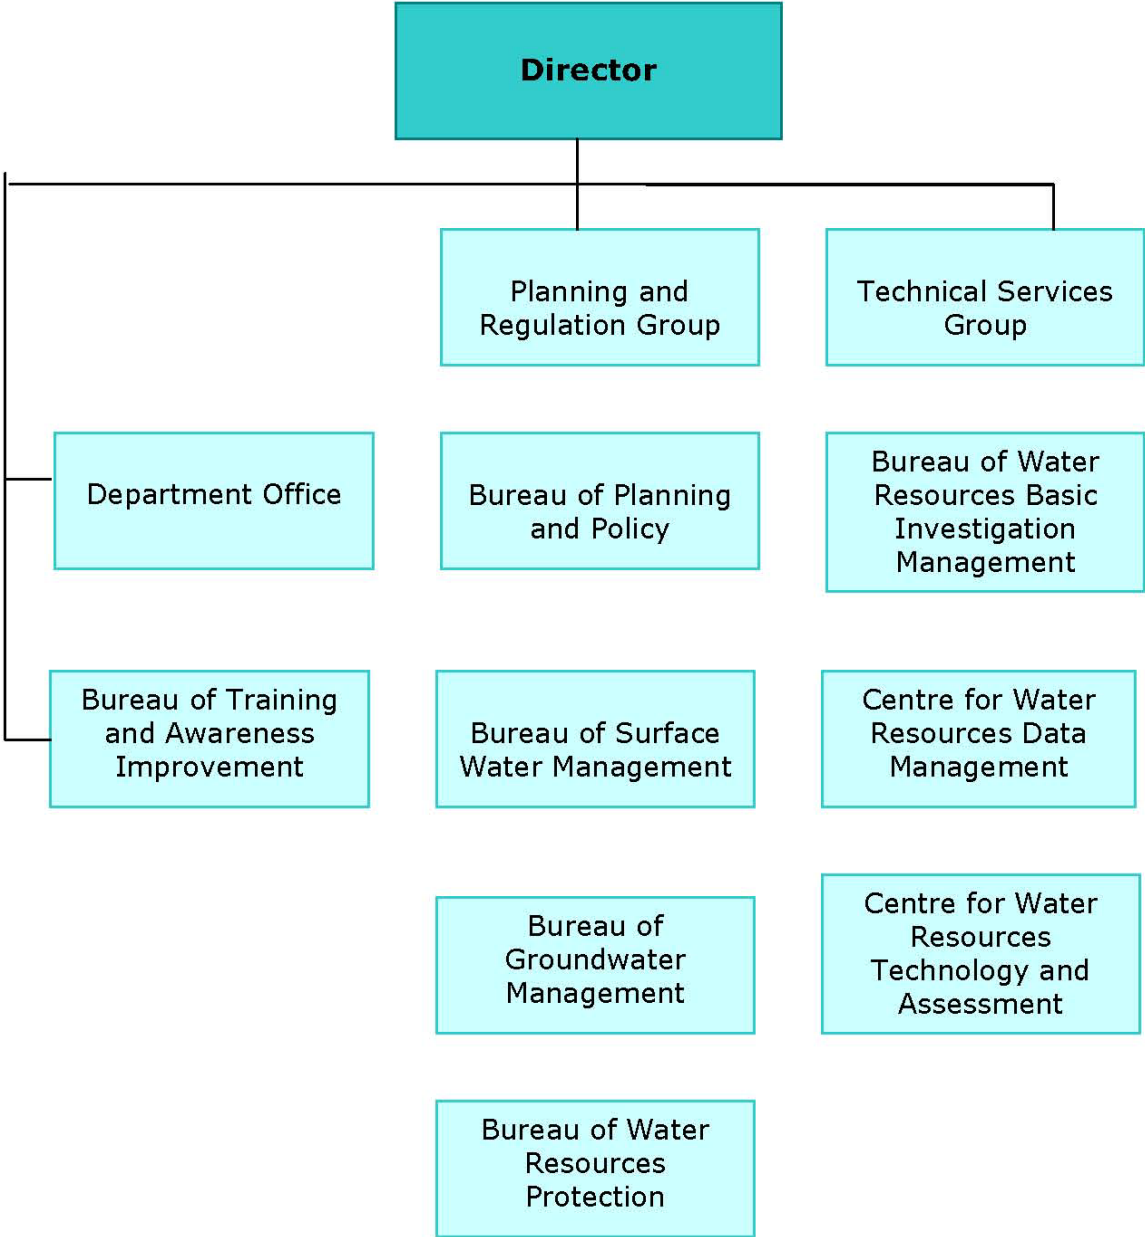 Director
Planning and
Regulation Group
Technical Services
Group
Department Office
Bureau of Planning
and Policy
Bureau of Water
Resources Basic
Investigation
Management
Bureau of Training
and Awareness
Improvement
Bureau of Surface
Water Management
Centre for Water
Resources Data
Management
Bureau of
Groundwater
Management
Centre for Water
Resources
Technology and
Assessment
Bureau of Water
Resources
Protection